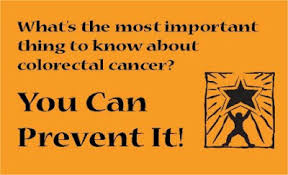 What's the most important
thing to know about
colorectal cancer?
You Can
Prevent It!